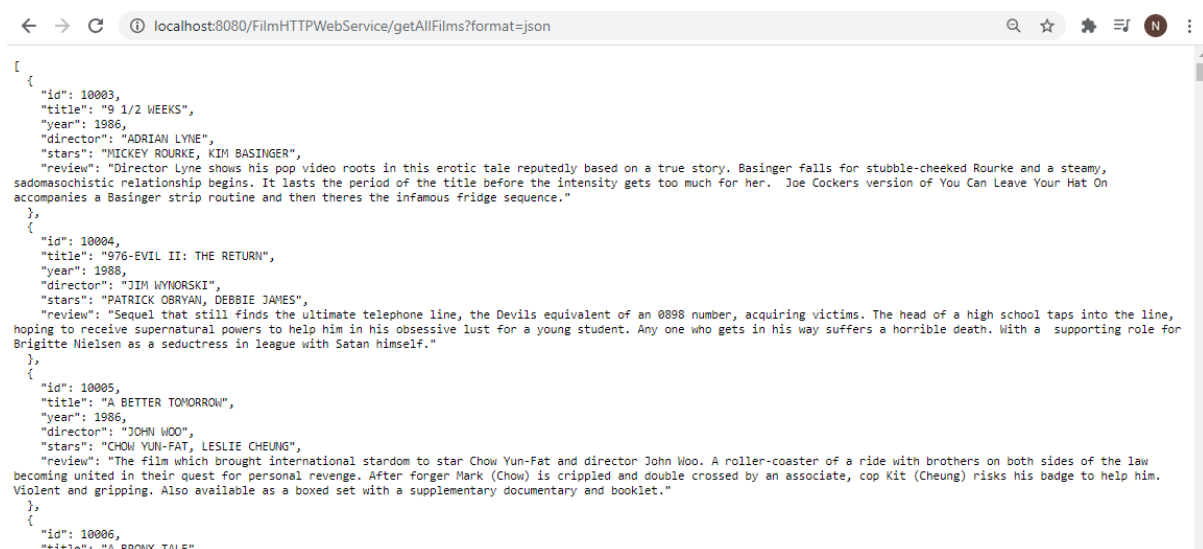 localhost:8080/FilmHTTPWebService/getAllFilms?format=json
N
[
{
"id": 10003,
"title": "9 1/2 WEEKS",
"year": 1986,
"director": "ADRIAN LYNE",
"stars": "MICKEY ROURKE, KIM BASINGER",
"review": "Director Lyne shows his pop video roots in this erotic tale reputedly based on a true story. Basinger falls for stubble-cheeked Rourke and a steamy,
sadomasochistic relationship begins. It lasts the period of the title before the intensity gets too much for her.  Joe Cockers version of You Can Leave Your Hat On
accompanies a Basinger strip routine and then theres the infamous fridge sequence."
},
{
"id": 10004,
"title": "976-EVIL II: THE RETURN",
"year": 1988,
"director": "JIM WYNORSKI",
"stars": "PATRICK OBRYAN, DEBBIE JAMES",
"review": "Sequel that still finds the ultimate telephone line, the Devils equivalent of an 0898 number, acquiring victims. The head of a high school taps into the line,
hoping to receive supernatural powers to help him in his obsessive lust for a young student. Any one who gets in his way suffers a horrible death. With a  supporting role for
Brigitte Nielsen as a seductress in league with Satan himself."
},
{
"id": 10005,
"title": "A BETTER TOMORROW",
"year": 1986,
"director": "JOHN WOO",
"stars": "CHOW YUN-FAT, LESLIE CHEUNG",
"review": "The film which brought international stardom to star Chow Yun-Fat and director John Woo. A roller-coaster of a ride with brothers on both sides of the law
becoming united in their quest for personal revenge. After forger Mark (Chow) is crippled and double crossed by an associate, cop Kit (Cheung) risks his badge to help him.
Violent and gripping. Also available as a boxed set with a supplementary documentary and booklet."
},
{
"id": 10006,
"title": "A BRONX TALE"